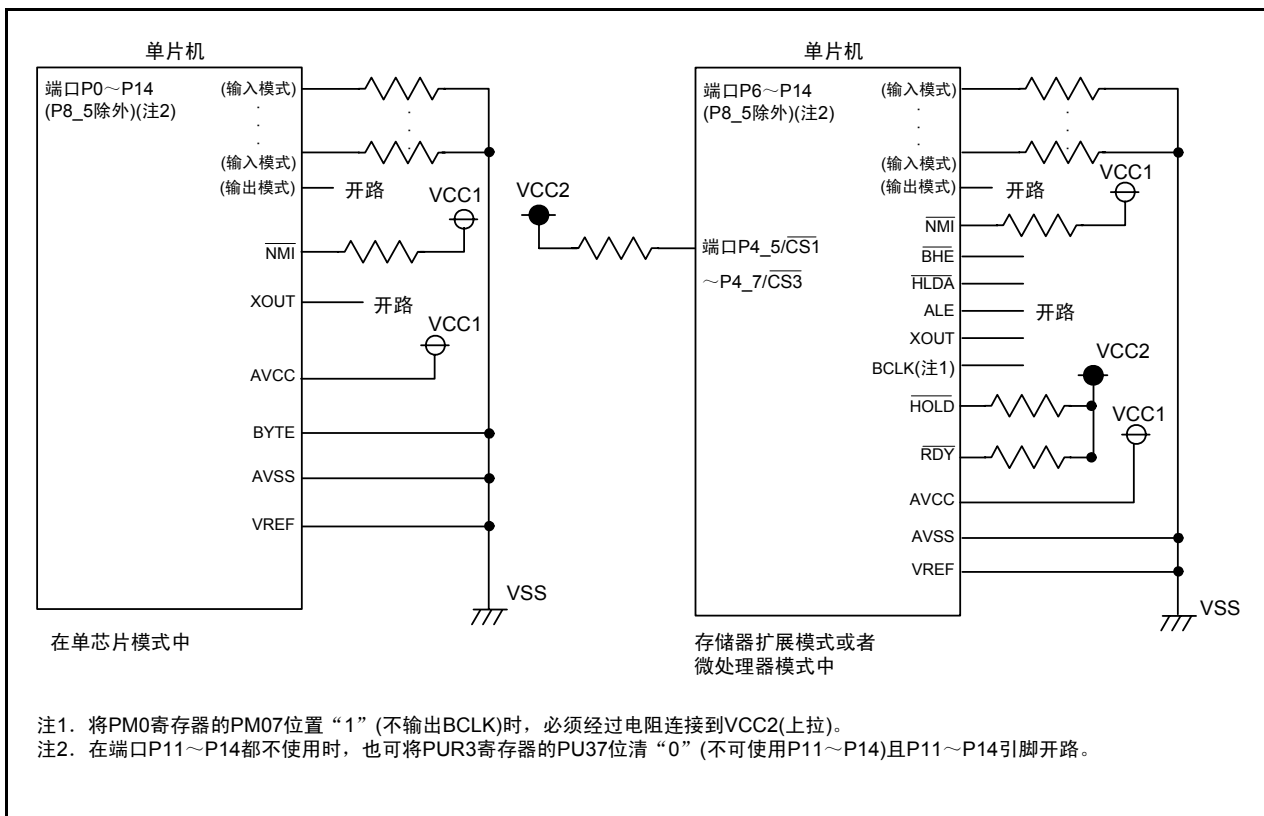 单片机
端口P0～P14
(P8_5除外)(注2)
(输入模式)
(输入模式)
(输出模式)
开路
VCC1
NMI
XOUT
开路
VCC1
AVCC
BYTE
AVSS
VREF
VSS
在单芯片模式中
VCC2
单片机
端口P6～P14
(P8_5除外)(注2)
(输入模式)
(输入模式)
(输出模式)
开路
VCC1
端口P4_5/CS1
～P4_7/CS3
NMI
BHE
HLDA
ALE
开路
XOUT
BCLK(注1)
VCC2
HOLD
VCC1
RDY
AVCC
AVSS
VREF
VSS
存储器扩展模式或者
微处理器模式中
注1．将PM0寄存器的PM07位置“1”(不输出BCLK)时，必须经过电阻连接到VCC2(上拉)。
注2．在端口P11～P14都不使用时，也可将PUR3寄存器的PU37位清“0”(不可使用P11～P14)且P11～P14引脚开路。